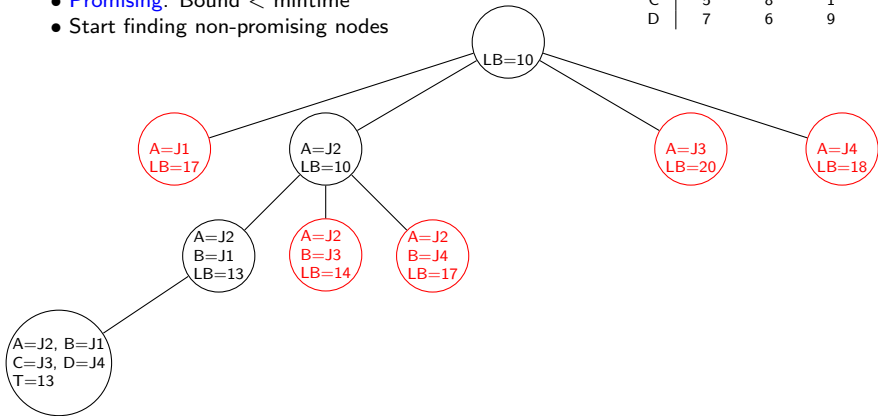 • Promising: Bound < mintime
• Start finding non-promising nodes
C 5 8 1
D 7 6 9
LB=10
A=J1
LB=17
A=J2
LB=10
A=J3
LB=20
A=J4
LB=18
A=J2
B=J1
LB=13
A=J2
B=J3
LB=14
A=J2
B=J4
LB=17
A=J2, B=J1
C=J3, D=J4
T=13